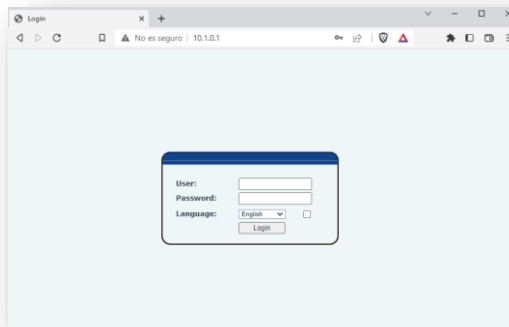 Login
No es seguro 10.1.0.1
User:
Password:
Language: English
Login